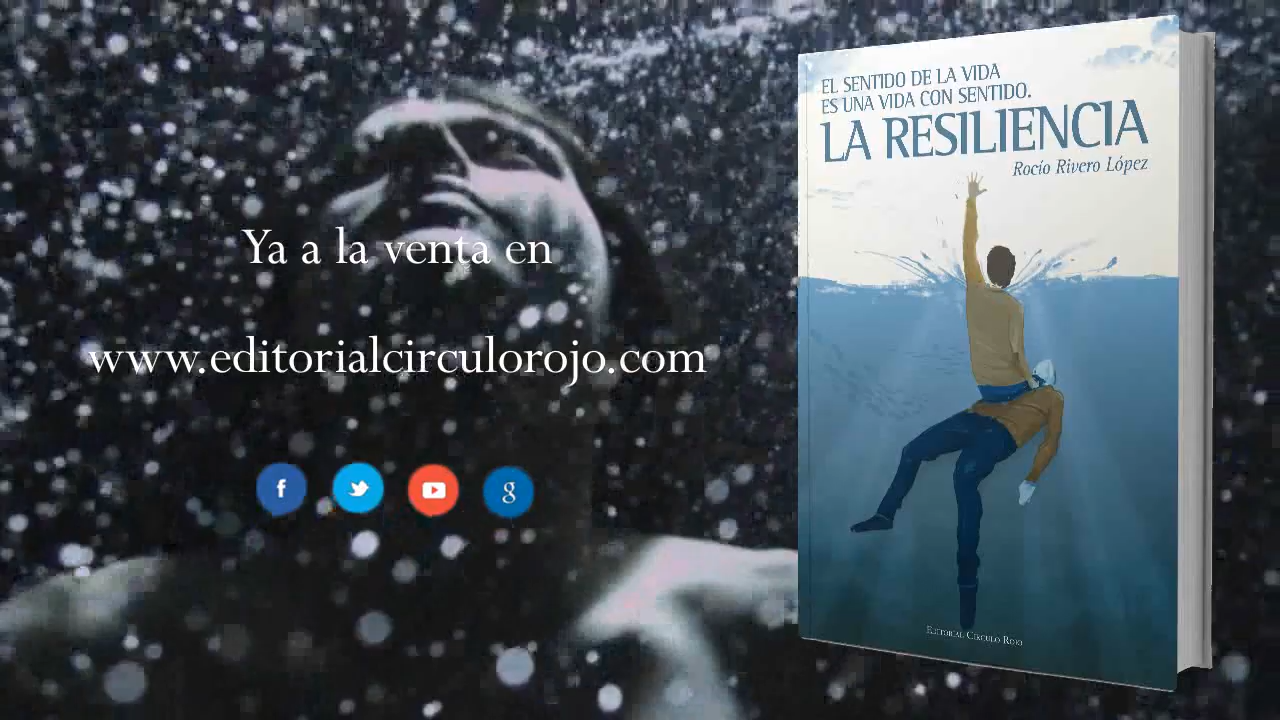 Ya a la venta en
www.editorialcirculorojo.com
f
g
EL SENTIDO DE LA VIDA
ES UNA VIDA CON SENTIDO.
LA RESILIENCIA
Rocío Rivero López
Editorial Círculo Rojo